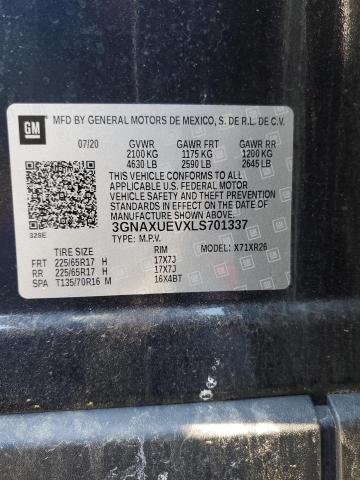 GM
MFD BY GENERAL MOTORS DE MEXICO, S. DE R.L. DE C.V.
07/20 GVWR GAWR FRT GAWR RR
2100 KG 1175 KG 1200 KG
4630 LB 2590 LB 2645 LB
THIS VEHICLE CONFORMS TO ALL
APPLICABLE U.S. FEDERAL MOTOR
VEHICLE SAFETY AND THEFT
PREVENTION STANDARDS IN EFFECT
ON THE DATE OF MANUFACTURE
SHOWN ABOVE.
3GNAXUEVXLS701337
32SE
TYPE: M.P.V. MODEL: X71XR26
TIRE SIZE RIM
FRT 225/65R17 H 17X7J
RR 225/65R17 H 17X7J
SPA T135/70R16 M 16X4BT